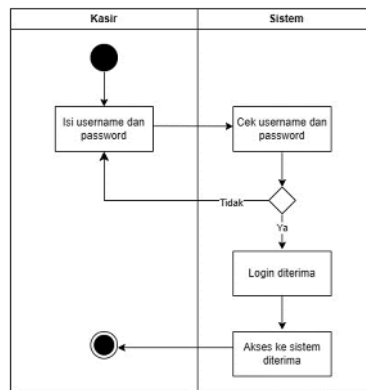 Kasir
Sistem
Isi username dan
password
Cek username dan
password
Tidak
Ya
Login diterima
Akses ke sistem
diterima